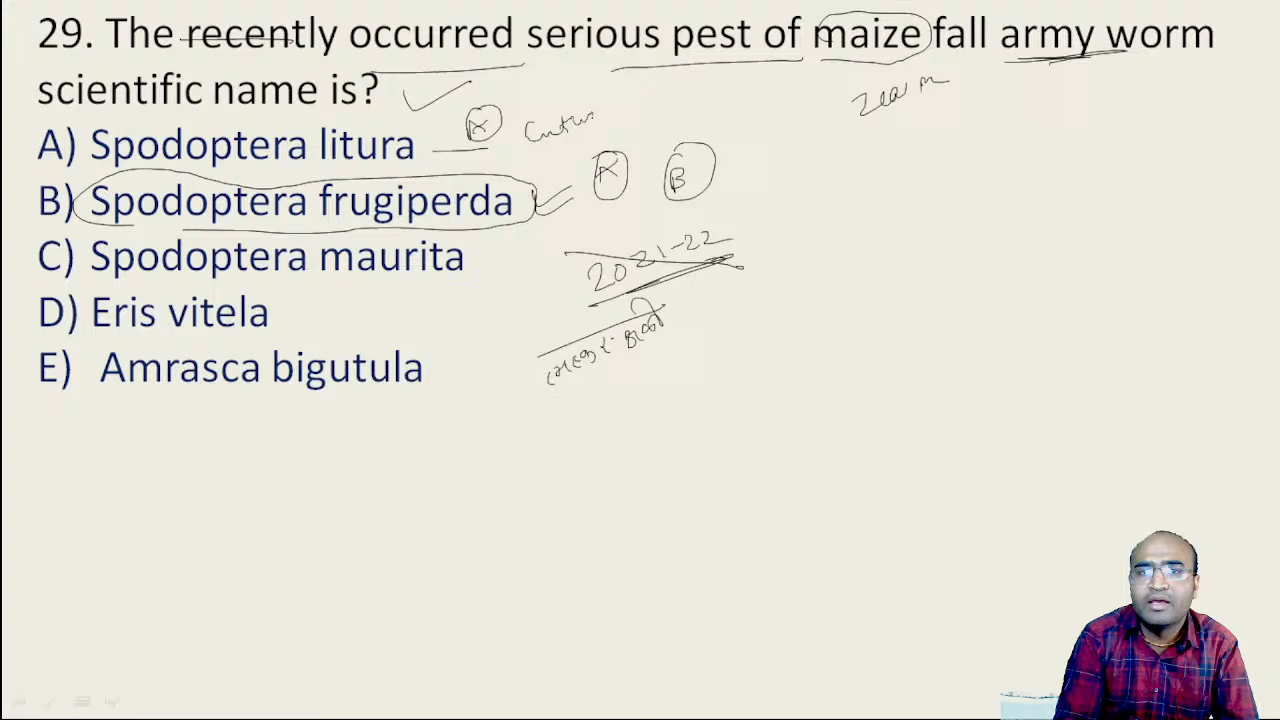 29. The recently occurred serious pest of maize fall army worm
scientific name is?
A) Spodoptera litura
B) Spodoptera frugiperda
C) Spodoptera maurita
D) Eris vitela
E) Amrasca bigutula
A
A B
2021-22